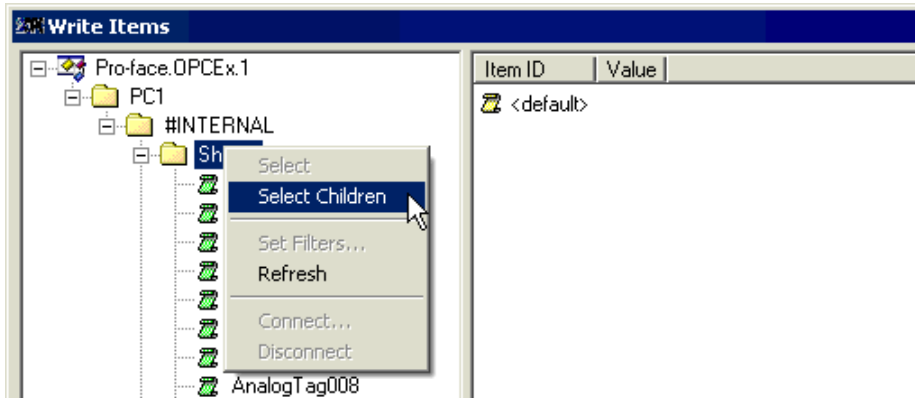 Write Items
Pro-face.OPCEx.1
PC1
#INTERNAL
Select
Select Children
Set Filters...
Refresh
Connect...
Disconnect
AnalogTag008
Item ID Value
<default>